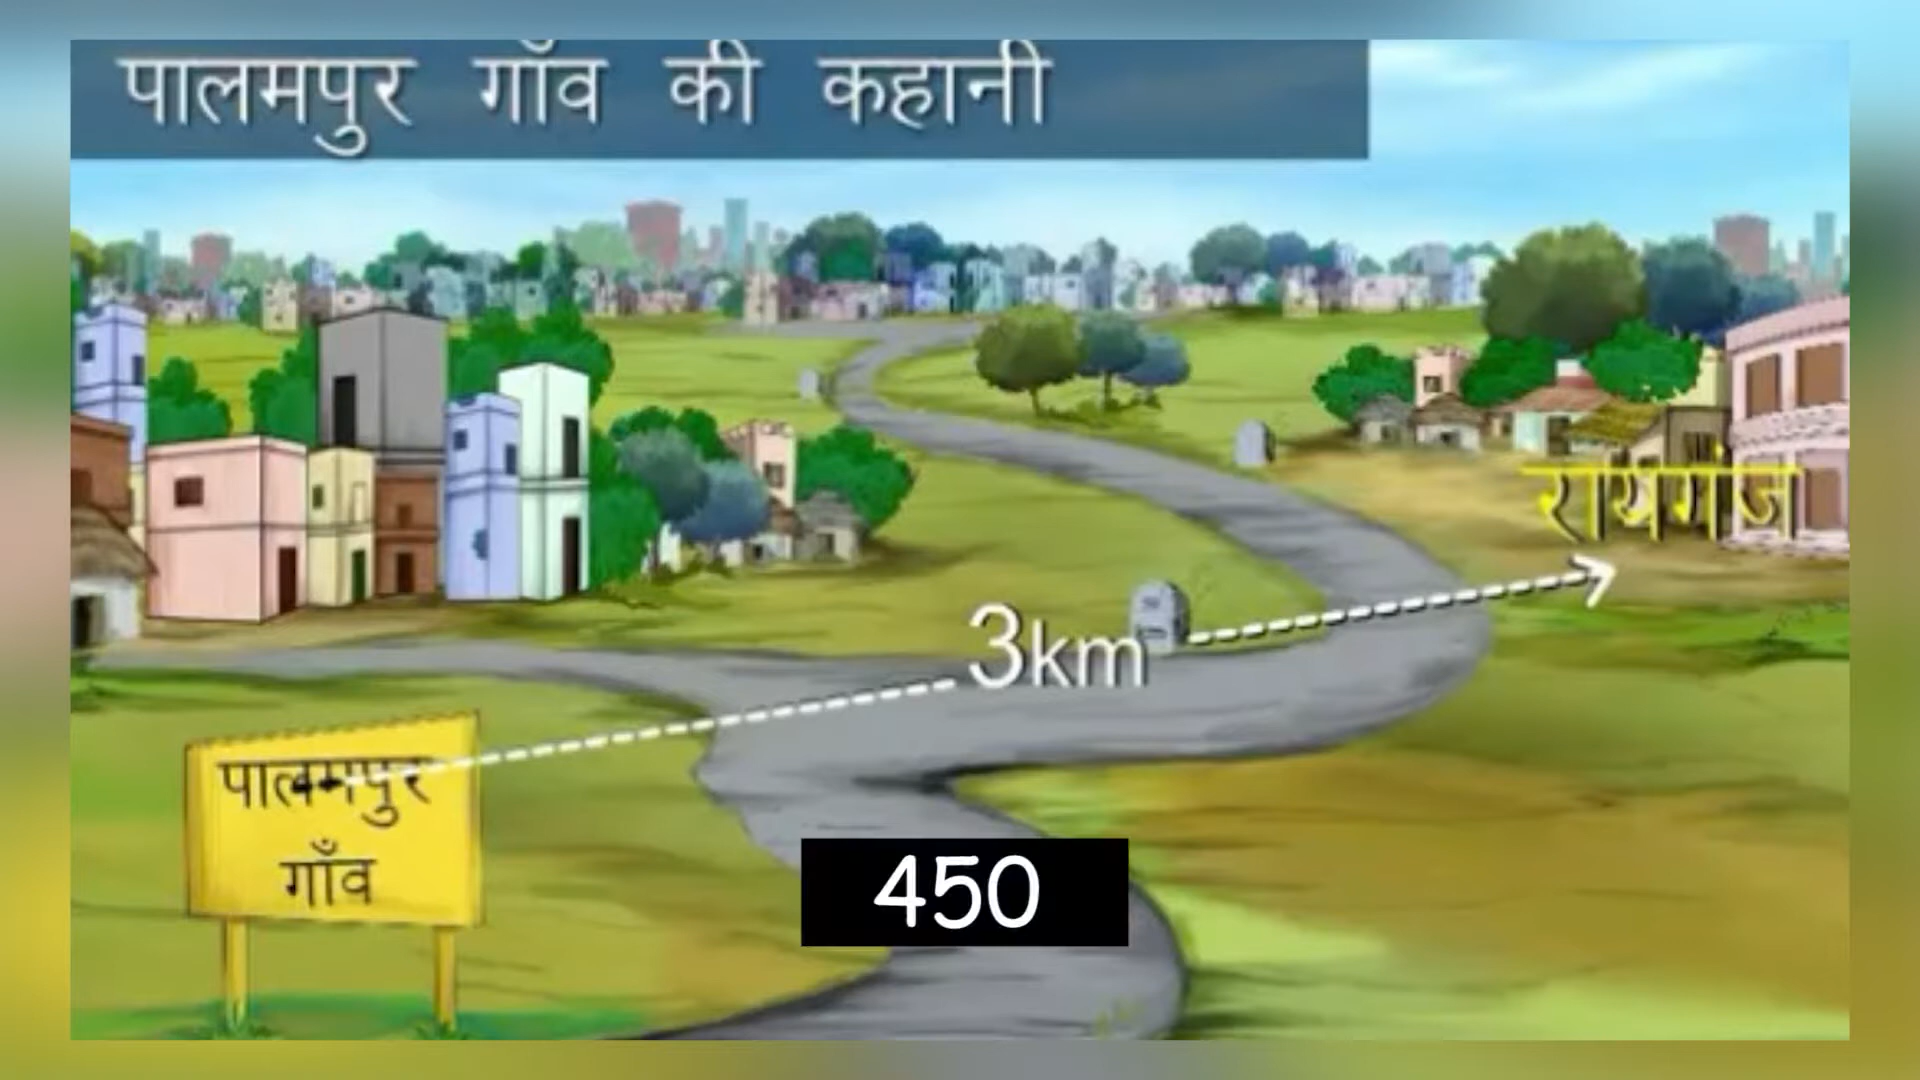 पालमपुर गाँव की कहानी
रायगंज
3km
पालमपुर
गाँव
450